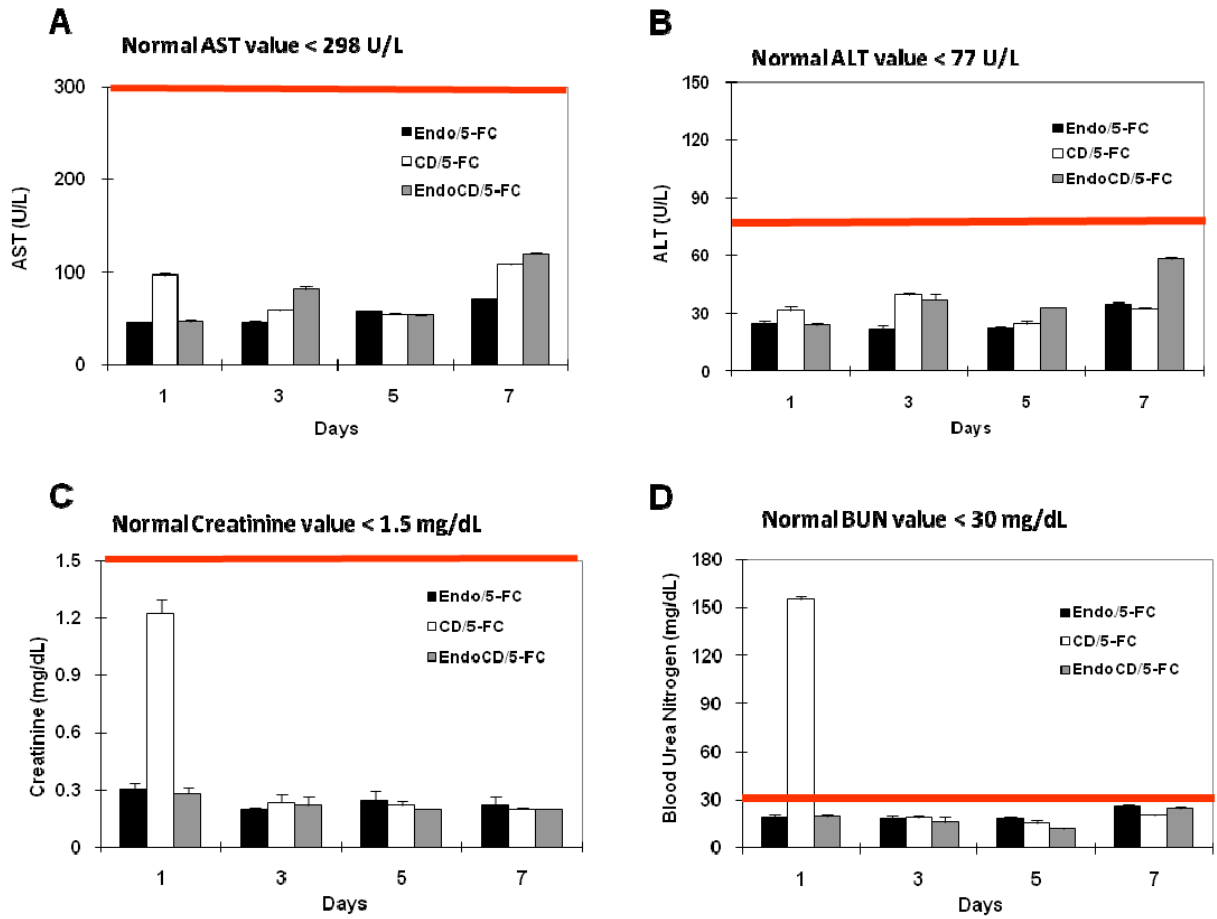 A
Normal AST value < 298 U/L
300
200
100
0
AST (U/L)
Endo/5-FC
CD/5-FC
EndoCD/5-FC
1 3 5 7
Days
B
Normal ALT value < 77 U/L
150
120
90
60
30
0
ALT (U/L)
Endo/5-FC
CD/5-FC
EndoCD/5-FC
1 3 5 7
Days
C
Normal Creatinine value < 1.5 mg/dL
1.5
1.2
0.9
0.6
0.3
0
Creatinine (mg/dL)
Endo/5-FC
CD/5-FC
EndoCD/5-FC
1 3 5 7
Days
D
Normal BUN value < 30 mg/dL
180
150
120
90
60
30
0
Blood Urea Nitrogen (mg/dL)
Endo/5-FC
CD/5-FC
EndoCD/5-FC
1 3 5 7
Days